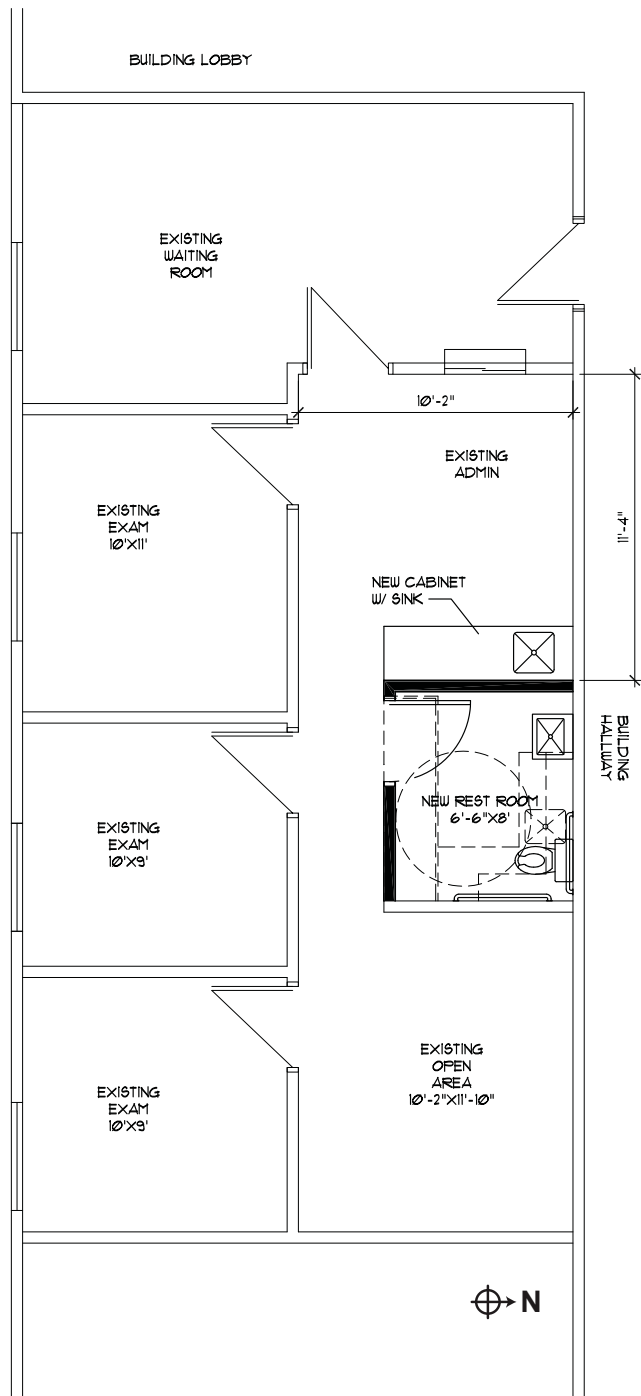 BUILDING LOBBY
EXISTING
WAITING
ROOM
10'-2"
EXISTING
ADMIN
11'-4"
EXISTING
EXAM
10'X11'
NEW CABINET
W/ SINK
BUILDING
HALLWAY
NEW REST ROOM
6'-6"X8'
EXISTING
EXAM
10'X9'
EXISTING
OPEN
AREA
10'-2"X11'-10"
EXISTING
EXAM
10'X9'
N